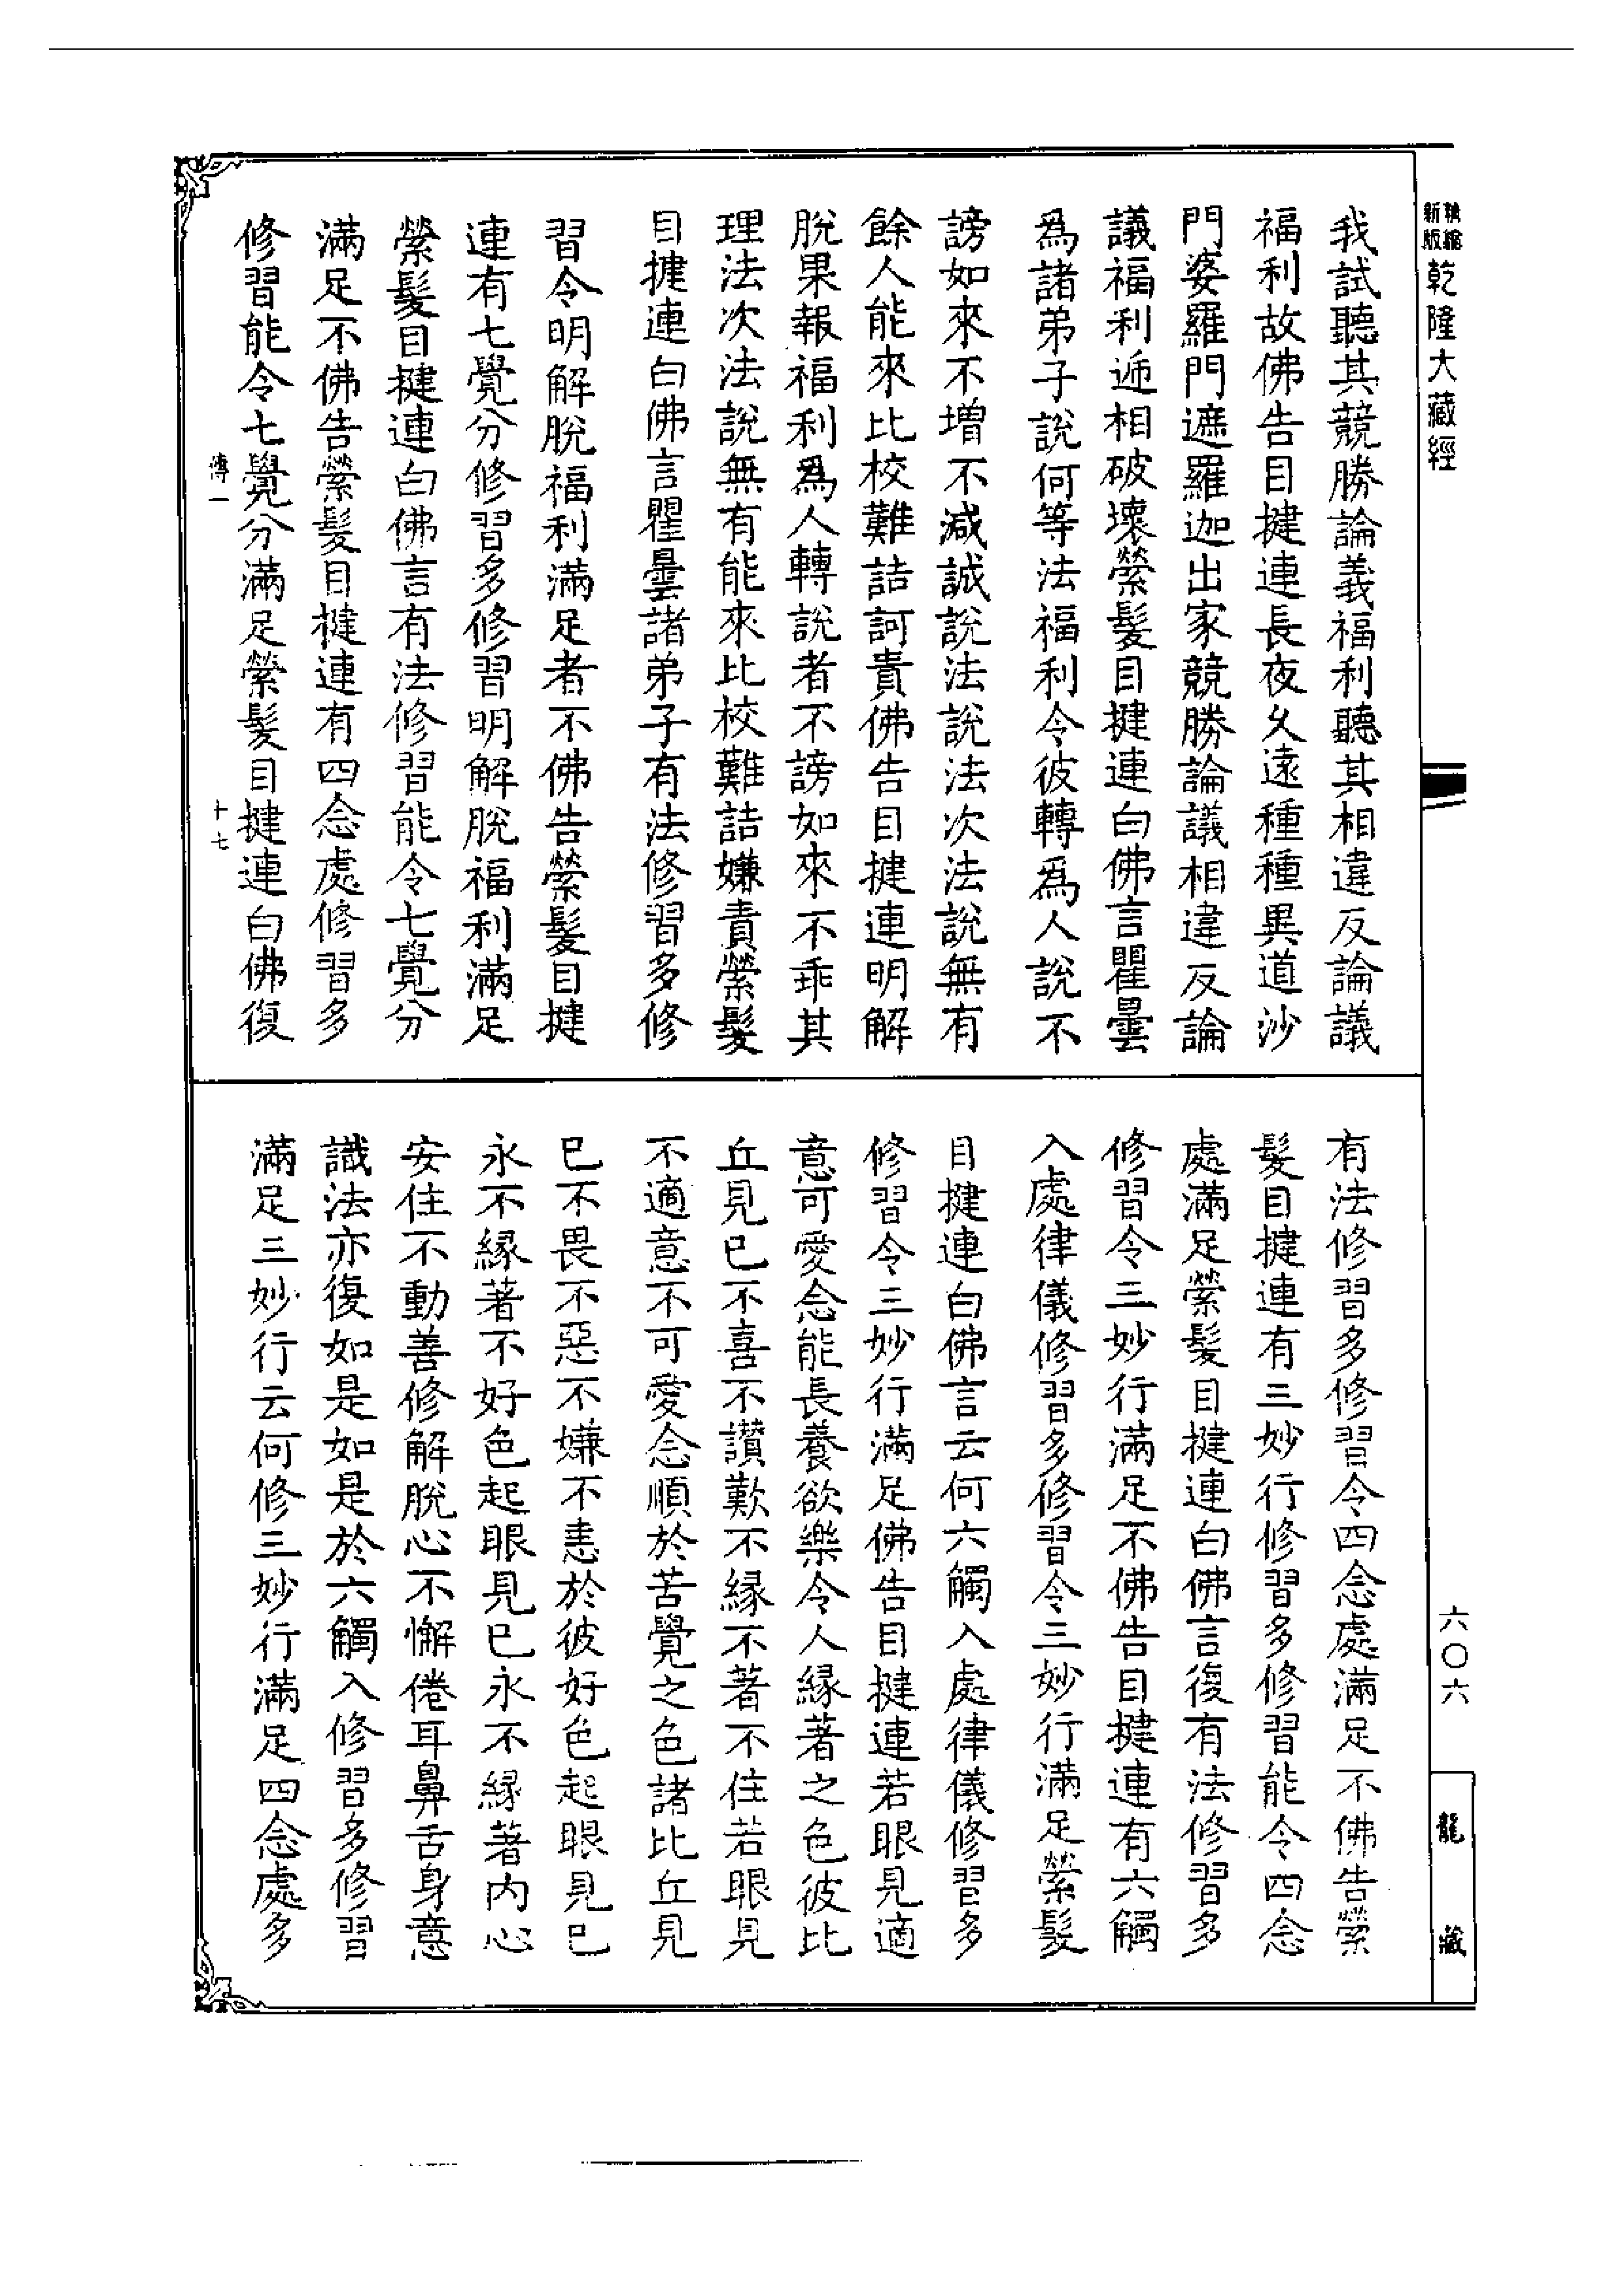 乾隆大藏經
我試聽其競勝論義福利聽其相違反論議
福利故佛告目揵連長夜久遠種種異道沙
門婆羅門遮羅迦出家競勝論議相違反論
議福利遞相破壞縈髮目揵連白佛言瞿曇
爲諸弟子說何等法福利令彼轉爲人說不
謗如來不增不減誠說法說法次法說無有
餘人能來比校難詰訶責佛告目揵連明解
脫果報福利爲人轉說者不謗如來不乖其
理法次法說無有能來比校難詰嫌責縈髮
目揵連白佛言瞿曇諸弟子有法修習多修
習令明解脫福利滿足者不佛告縈髮目揵
連有七覺分修習多修習明解脫福利滿足
縈髮目揵連白佛言有法修習能令七覺分
滿足不佛告縈髮目揵連有四念處修習多
修習能令七覺分滿足縈髮目揵連白佛復
傳一
十七
有法修習多修習令四念處滿足不佛告縈
髮目揵連有三妙行修習多修習能令四念
處滿足縈髮目揵連白佛言復有法修習多
修習令三妙行滿足不佛告目揵連有六觸
入處律儀修習多修習令三妙行滿足縈髮
目揵連白佛言云何六觸入處律儀修習多
修習令三妙行滿足佛告目揵連若眼見適
意可愛念能長養欲樂令人緣著之色彼比
丘見已不喜不讚歎不緣不著不住若眼見
不適意不可愛念順於苦覺之色諸比丘見
已不畏不惡不嫌不恚於彼好色起眼見已
永不緣著不好色起眼見已永不緣著內心
安住不動善修解脫心不懈倦耳鼻舌身意
識法亦復如是如是於六觸入修習多修習
滿足三妙行云何修三妙行滿足四念處多
六〇六
龍藏